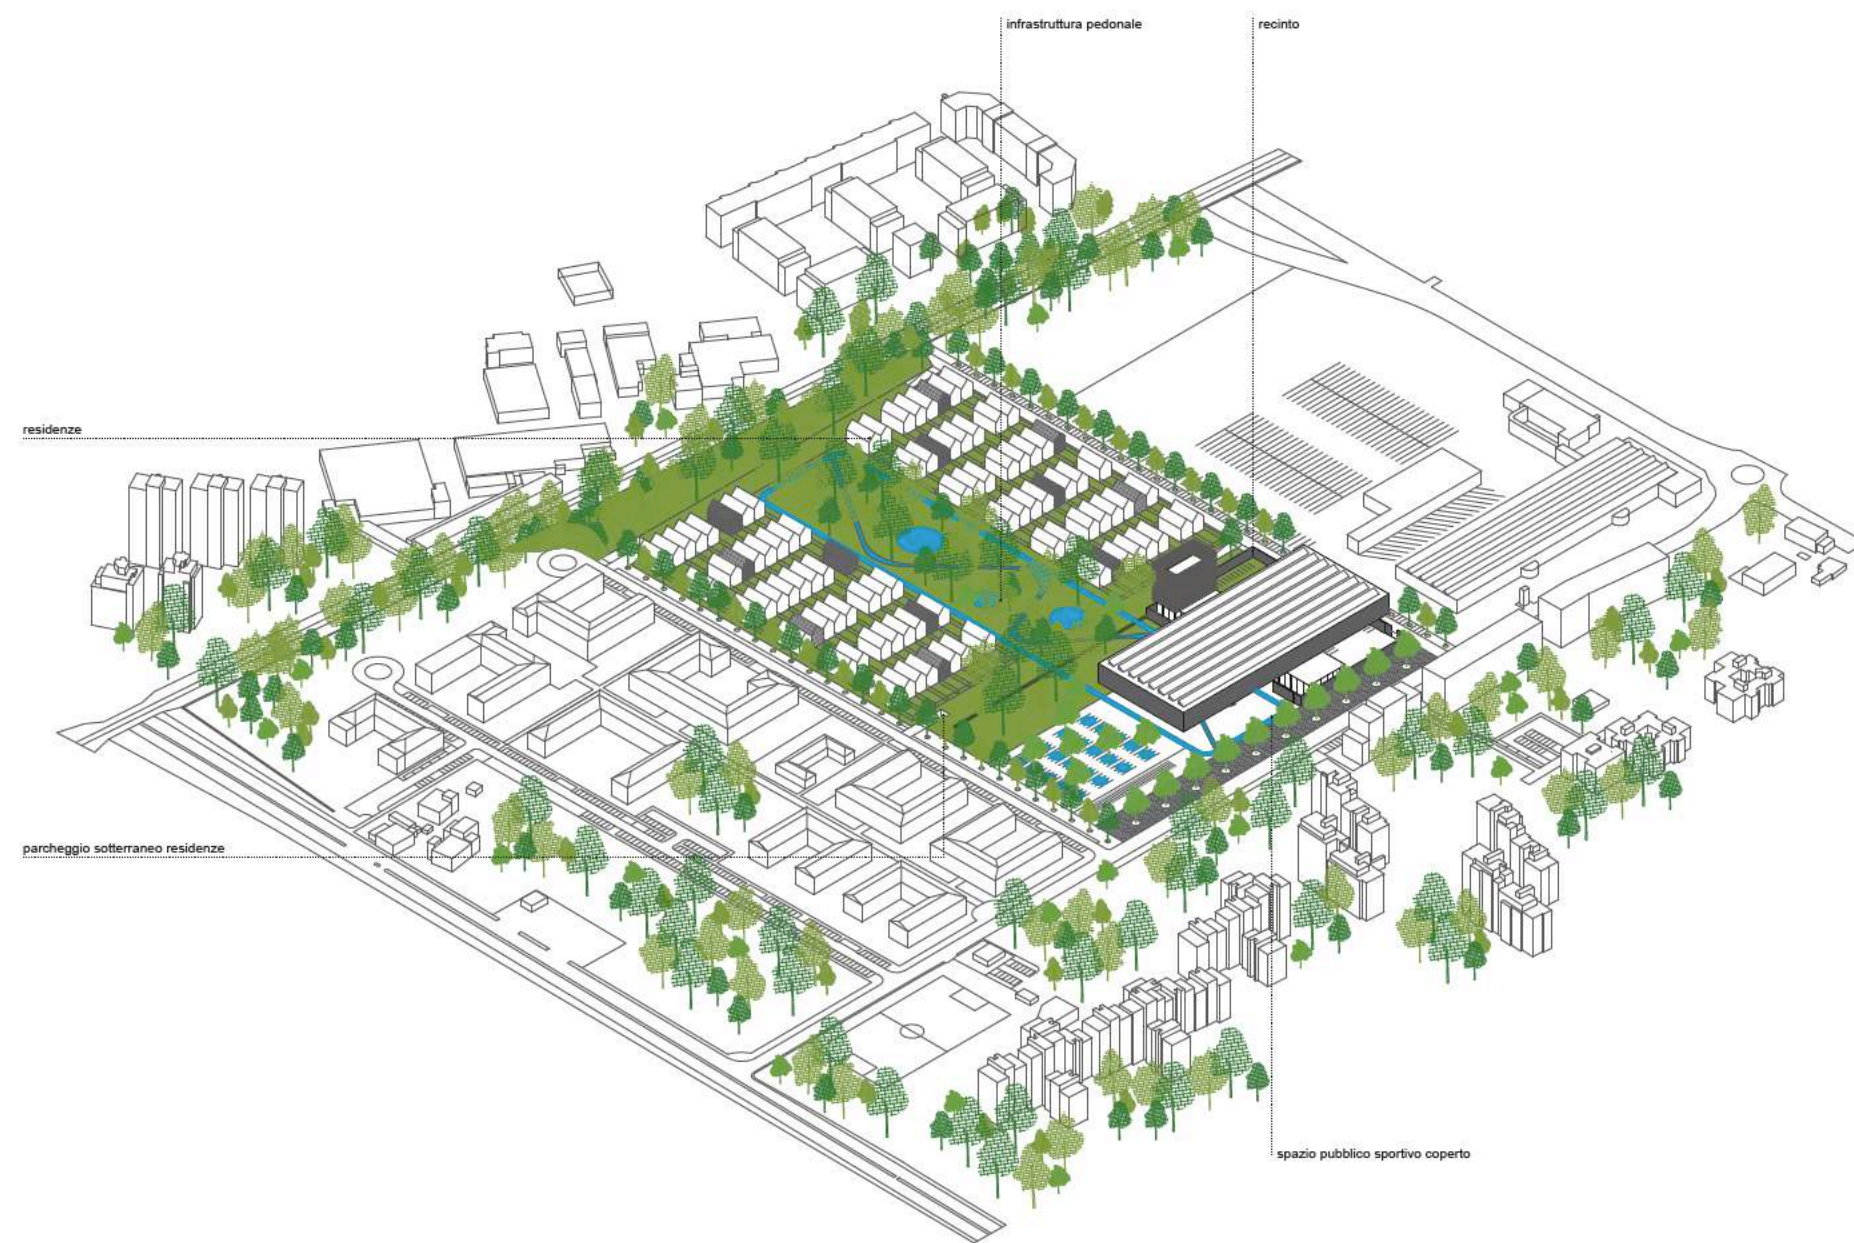 infrastruttura pedonale
recinto
residenze
parcheggio sotterraneo residenze
spazio pubblico sportivo coperto